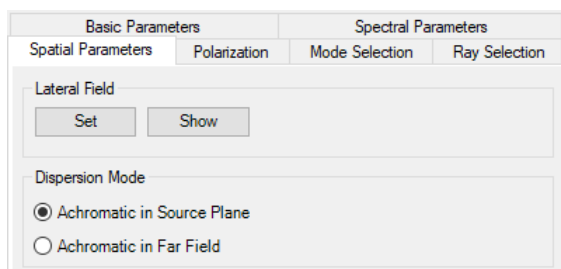 Basic Parameters Spectral Parameters
Spatial Parameters Polarization Mode Selection Ray Selection
Lateral Field
Set Show
Dispersion Mode
Achromatic in Source Plane
Achromatic in Far Field